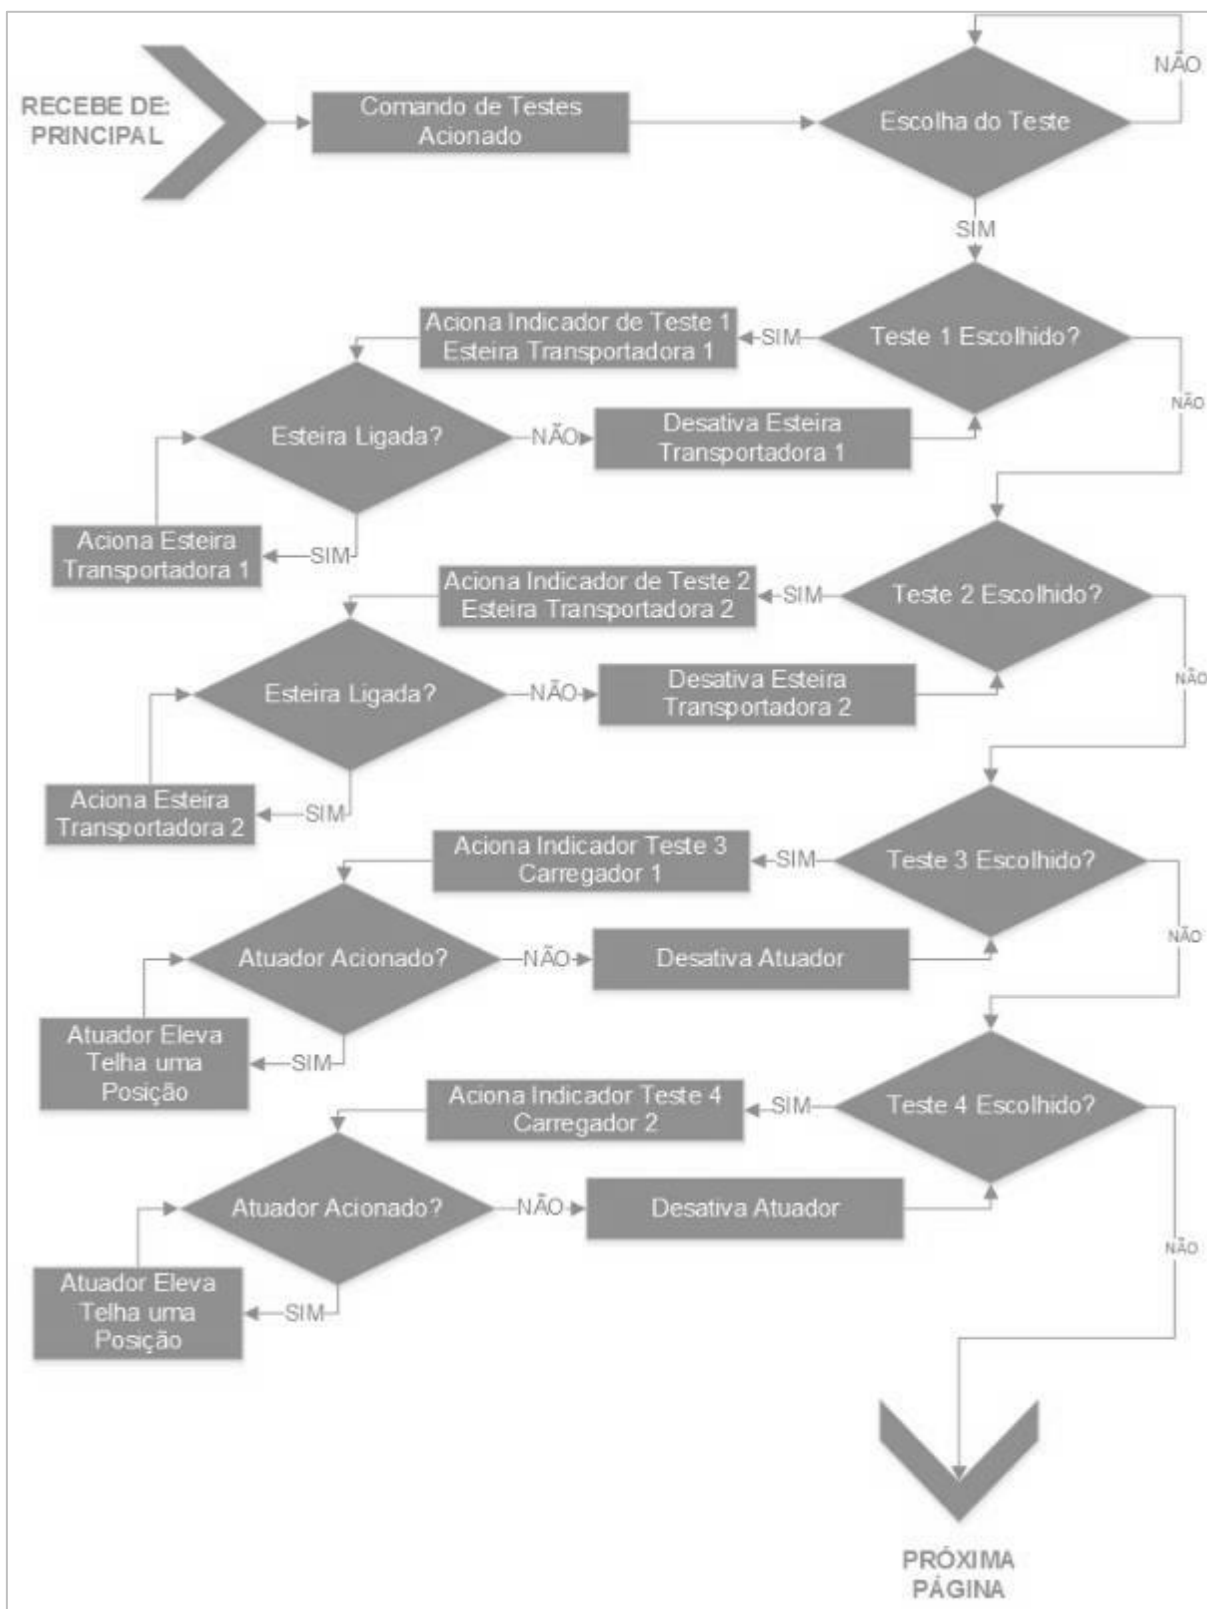 RECEBE DE:
PRINCIPAL
Comando de Testes
Acionado
Escolha do Teste
NÃO
SIM
Teste 1 Escolhido?
SIM
NÃO
Aciona Indicador de Teste 1
Esteira Transportadora 1
Esteira Ligada?
NÃO
Desativa Esteira
Transportadora 1
SIM
Aciona Esteira
Transportadora 1
Teste 2 Escolhido?
SIM
NÃO
Aciona Indicador de Teste 2
Esteira Transportadora 2
Esteira Ligada?
NÃO
Desativa Esteira
Transportadora 2
SIM
Aciona Esteira
Transportadora 2
Teste 3 Escolhido?
SIM
NÃO
Aciona Indicador Teste 3
Carregador 1
Atuador Acionado?
NÃO
Desativa Atuador
SIM
Atuador Eleva
Telha uma
Posição
Teste 4 Escolhido?
SIM
NÃO
Aciona Indicador Teste 4
Carregador 2
Atuador Acionado?
NÃO
Desativa Atuador
SIM
Atuador Eleva
Telha uma
Posição
PRÓXIMA
PÁGINA